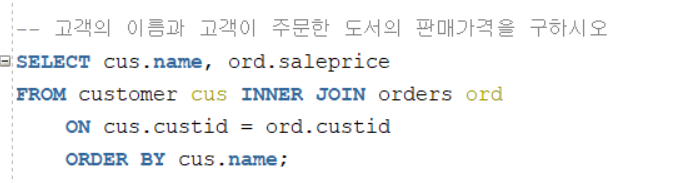 -- 고객의 이름과 고객이 주문한 도서의 판매가격을 구하시오
SELECT cus.name, ord.saleprice
FROM customer cus INNER JOIN orders ord
ON cus.custid = ord.custid
ORDER BY cus.name;